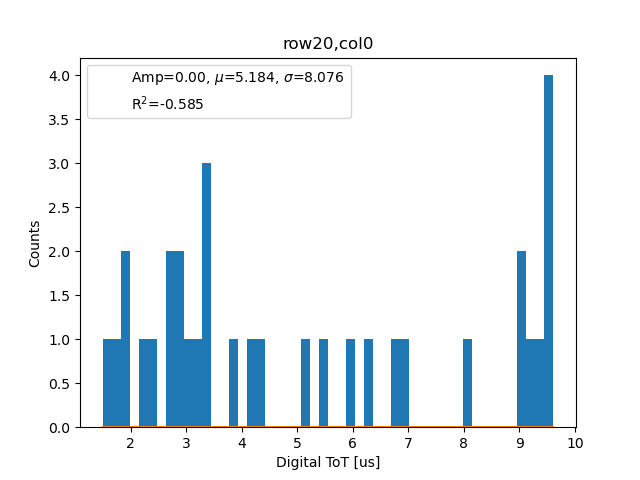 row20,col0
Amp=0.00, μ=5.184, σ=8.076
R²=-0.585
4.0
3.5
3.0
2.5
2.0
1.5
1.0
0.5
0.0
Counts
2 3 4 5 6 7 8 9 10
Digital ToT [us]